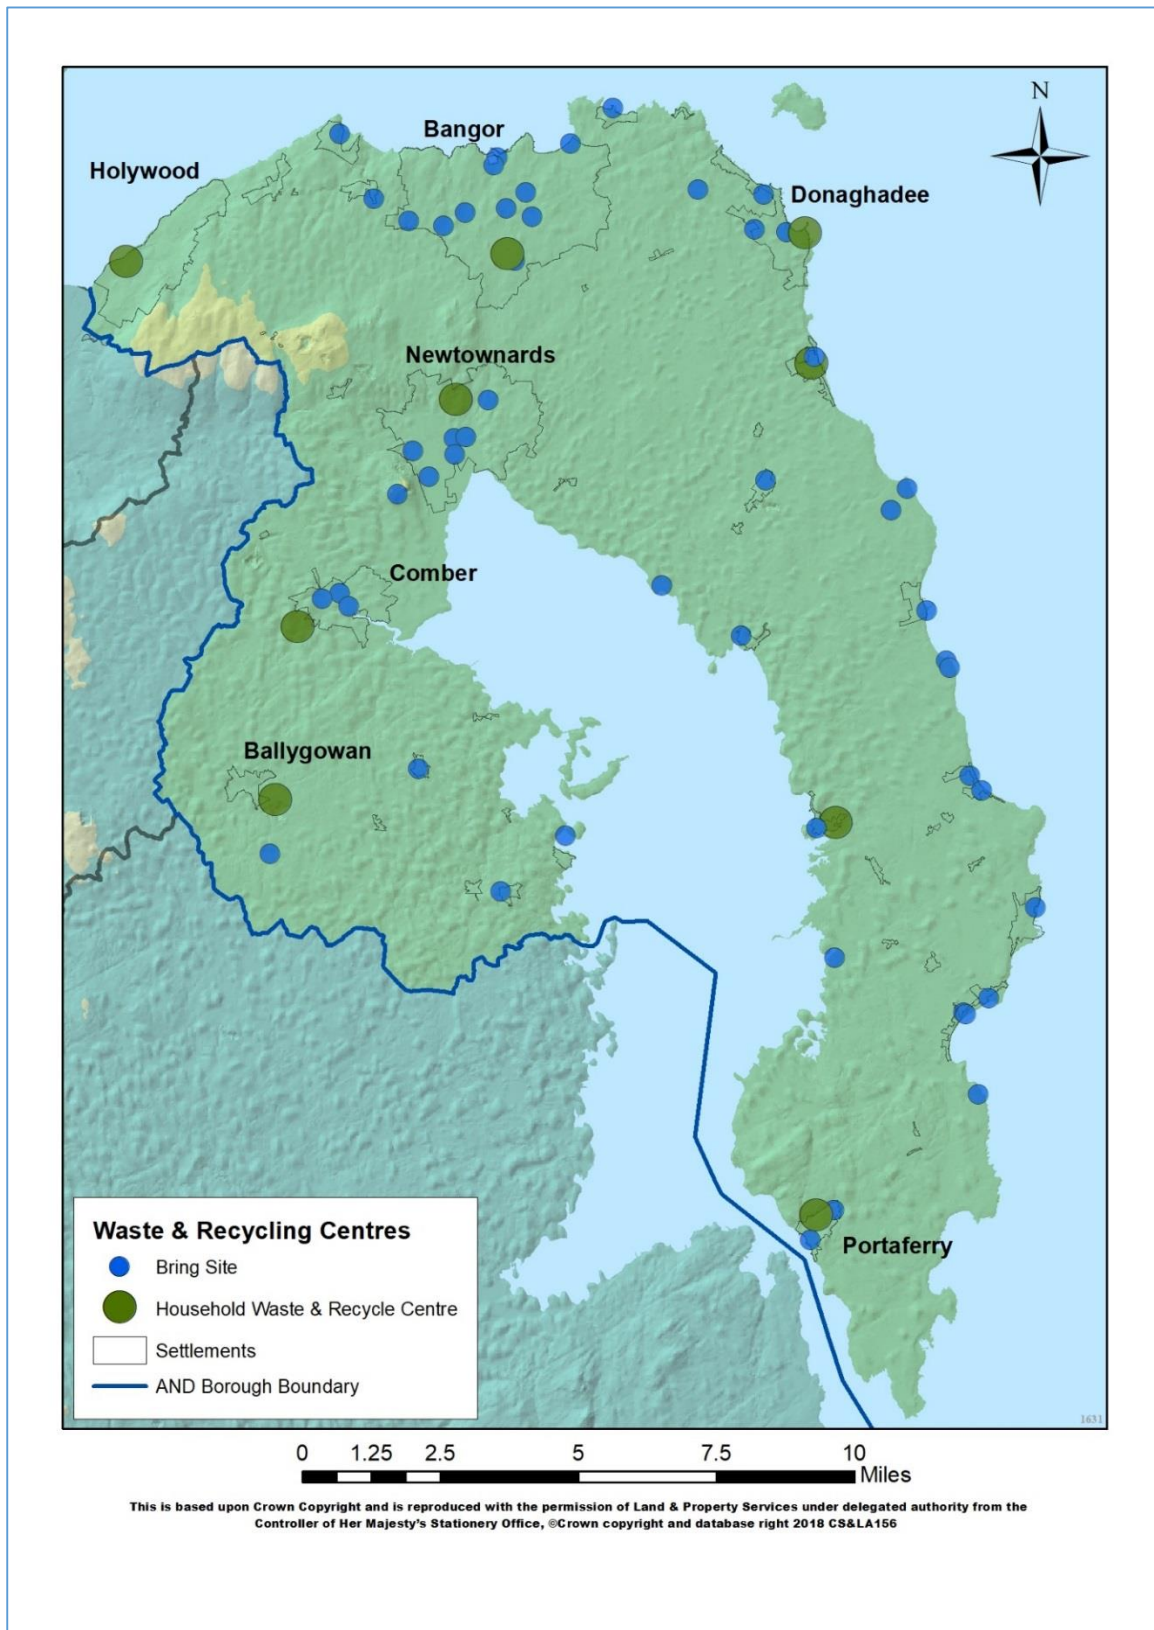 N
Bangor
Holywood
Donaghadee
Newtownards
Comber
Ballygowan
Portaferry
Waste & Recycling Centres
Bring Site
Household Waste & Recycle Centre
Settlements
AND Borough Boundary
1631
0 1.25 2.5 5 7.5 10
Miles
This is based upon Crown Copyright and is reproduced with the permission of Land & Property Services under delegated authority from the
Controller of Her Majesty's Stationery Office, ©Crown copyright and database right 2018 CS&LA156